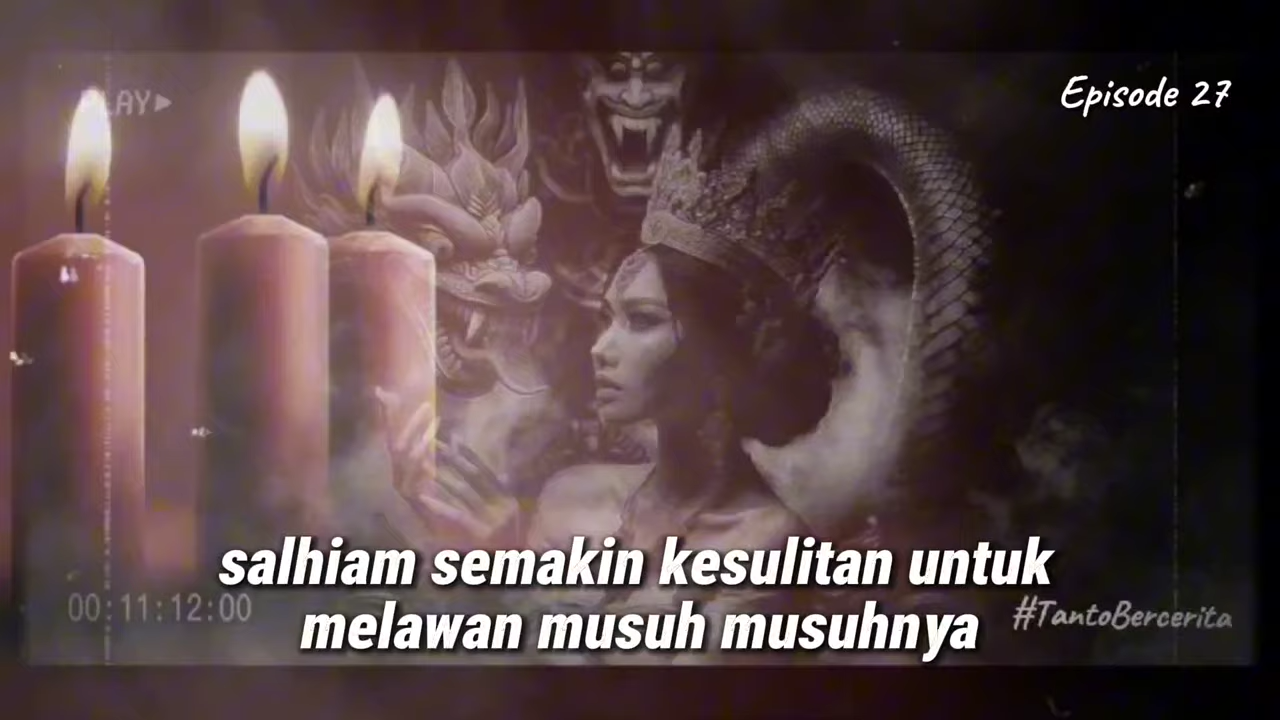 PLAY
Episode 27
salhiam semakin kesulitan untuk
melawan musuh musuhnya
00:11:12:00
#TantoBercerita